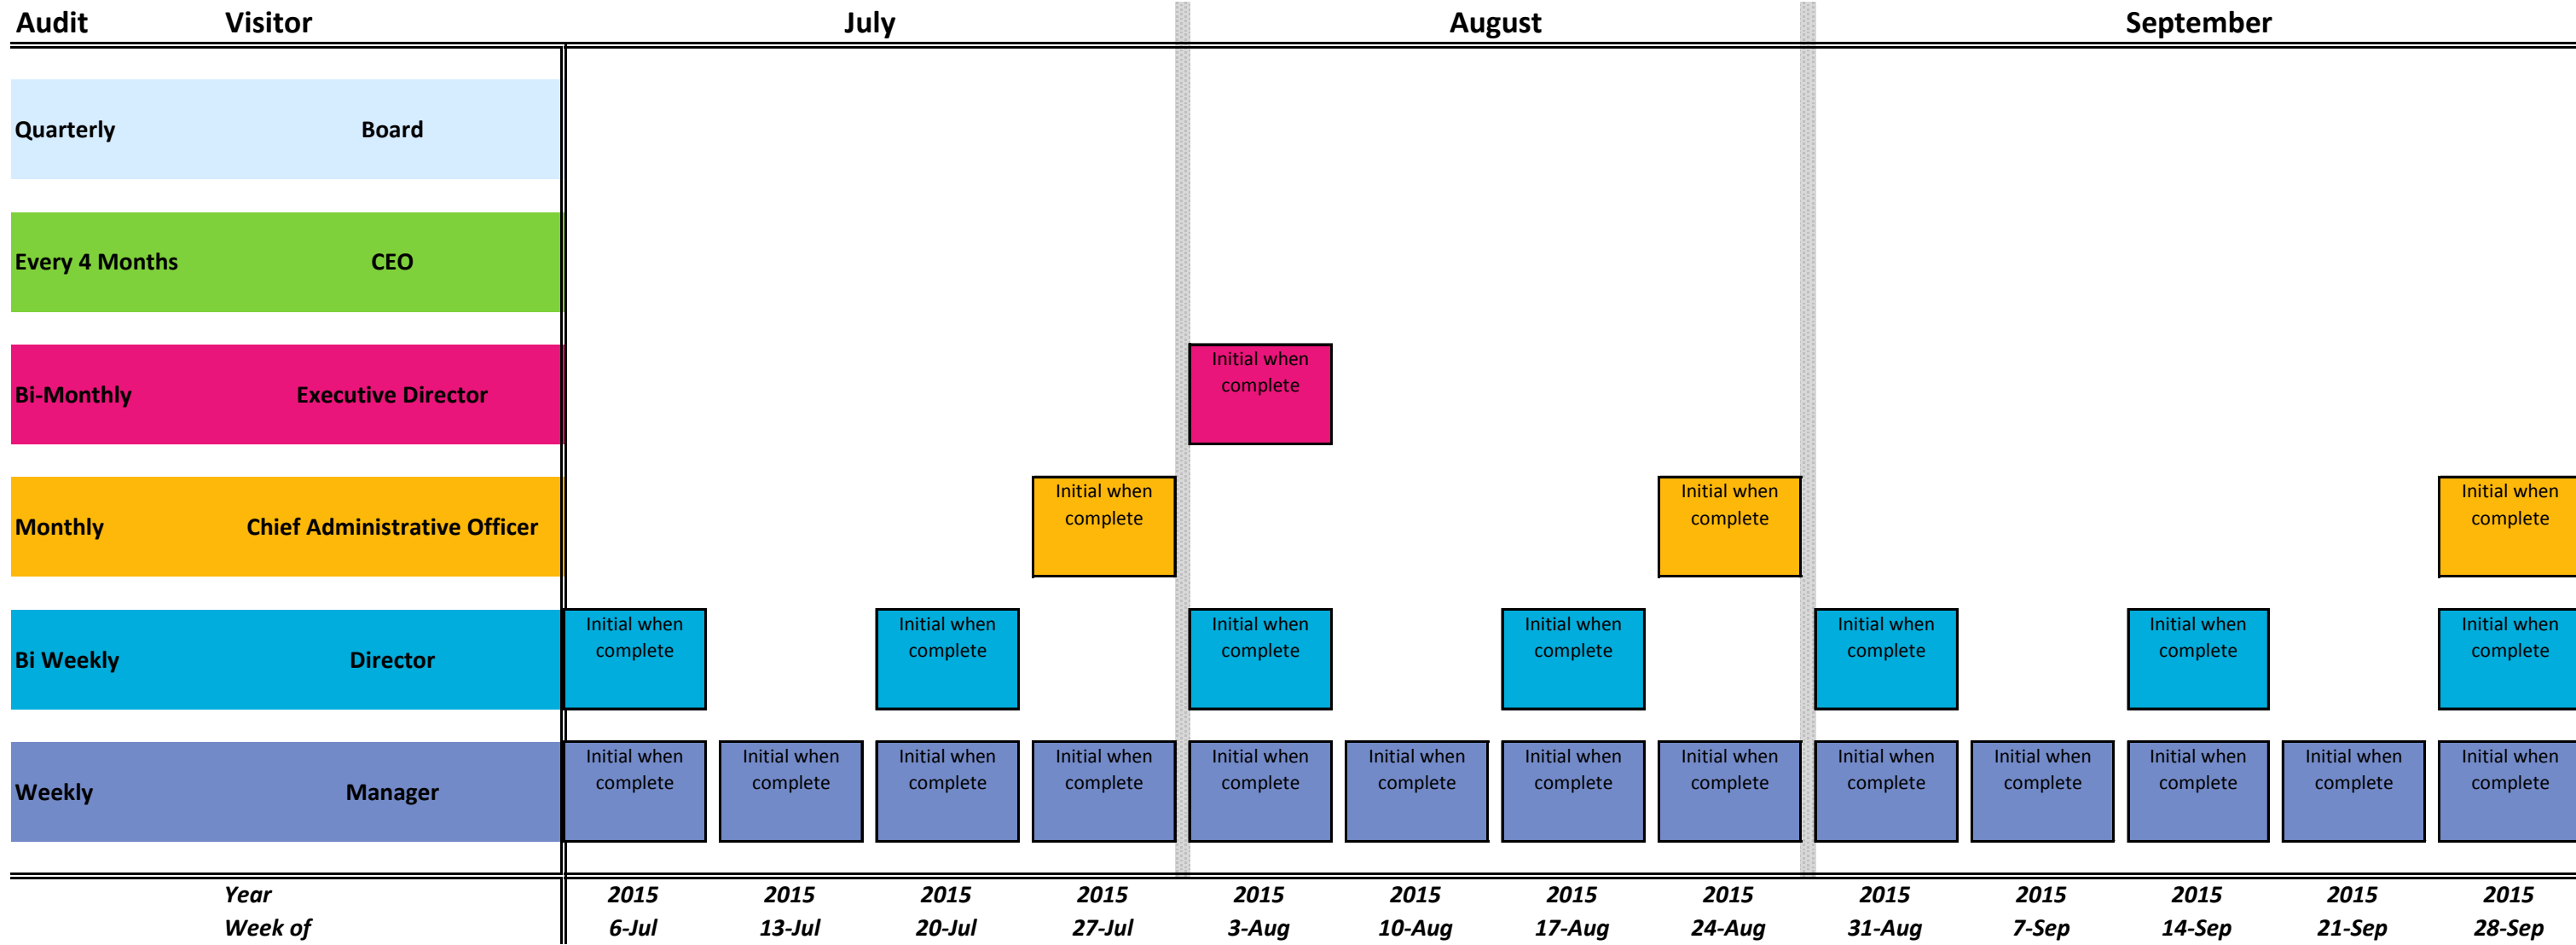 Audit Visitor July August September
Quarterly Board
Every 4 Months CEO
Initial when
complete
Bi-Monthly Executive Director
Initial when Initial when Initial when
complete complete complete
Monthly Chief Administrative Officer
Initial when Initial when Initial when Initial when Initial when Initial when Initial when
complete complete complete complete complete complete complete
Bi Weekly Director
Initial when Initial when Initial when Initial when Initial when Initial when Initial when Initial when Initial when Initial when Initial when Initial when Initial when
complete complete complete complete complete complete complete complete complete complete complete complete complete
Weekly Manager
Year 2015 2015 2015 2015 2015 2015 2015 2015 2015 2015 2015 2015 2015
Week of 6-Jul 13-Jul 20-Jul 27-Jul 3-Aug 10-Aug 17-Aug 24-Aug 31-Aug 7-Sep 14-Sep 21-Sep 28-Sep